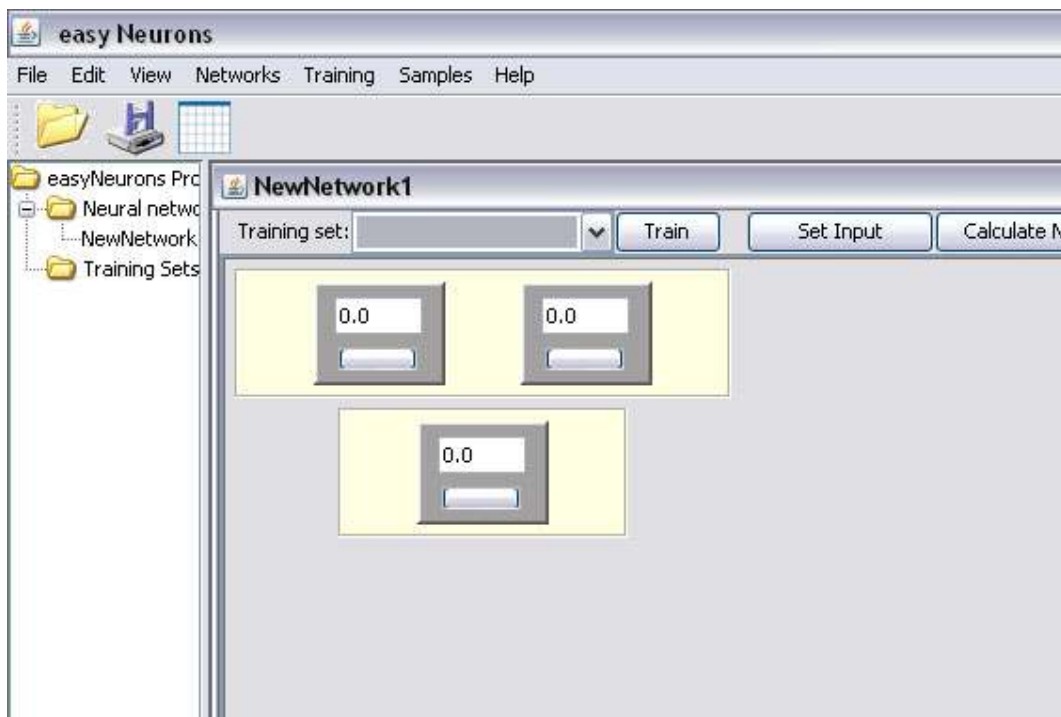 easy Neurons
File Edit View Networks Training Samples Help
easyNeurons Prc
Neural netwo
NewNetwork
Training Sets
NewNetwork1
Training set: Train Set Input Calculate N
0.0 0.0
0.0